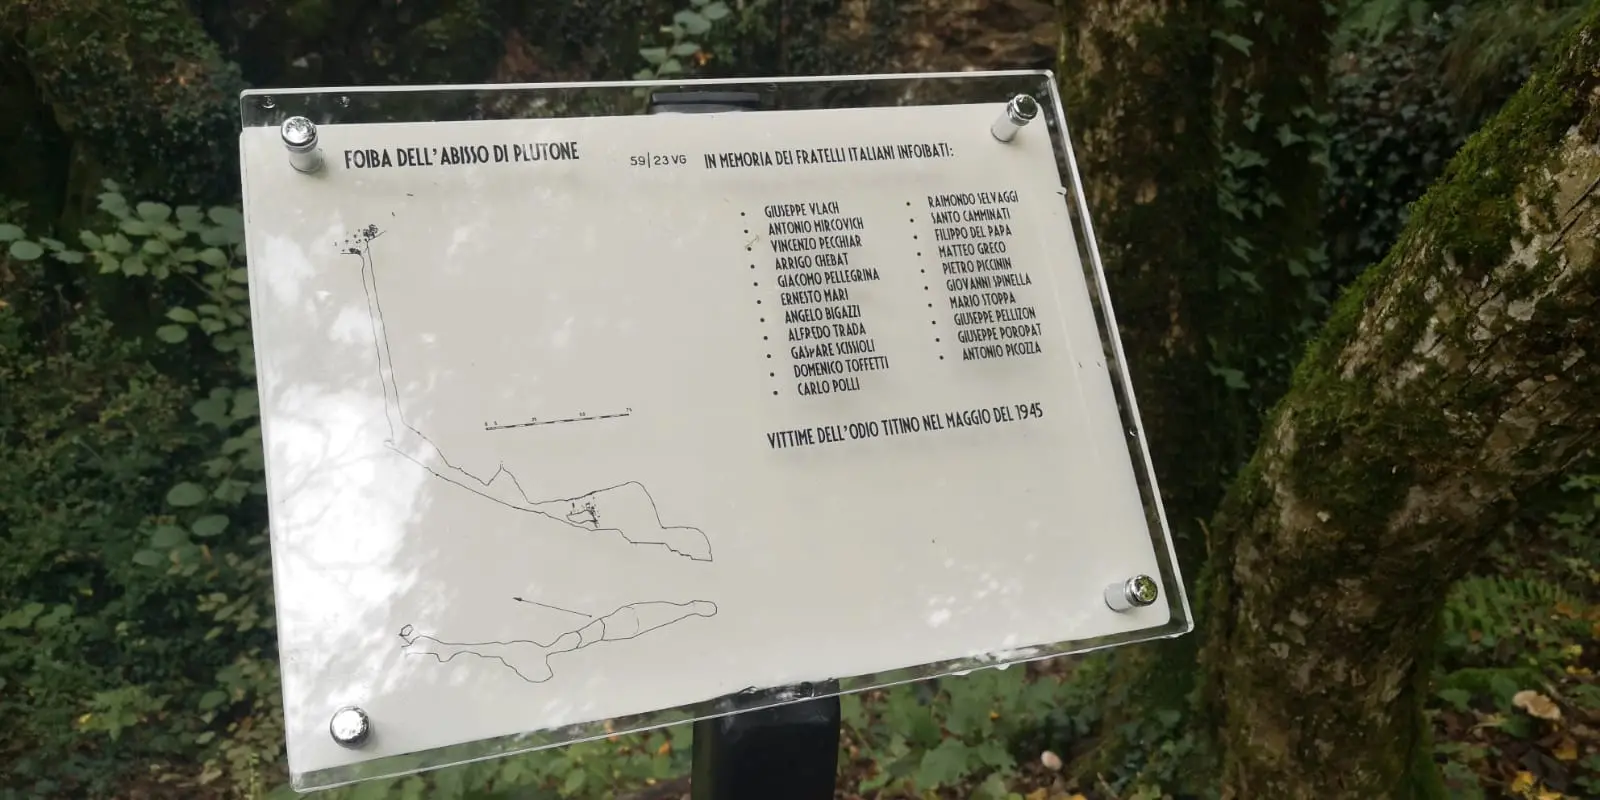 FOIBA DELL'ABISSO DI PLUTONE
59|23 VG
IN MEMORIA DEI FRATELLI ITALIANI INFOIBATI:
• GIUSEPPE VLACH
• ANTONIO MIRCOVICH
• VINCENZO PECCHIAR
• ARRIGO CHEBAT
• GIACOMO PELLEGRINA
• ERNESTO MARI
• ANGELO BIGAZZI
• ALFREDO TRADA
• GASPARE SCISSIOLI
• DOMENICO TOFFETTI
• CARLO POLLI
• RAIMONDO SELVAGGI
• SANTO CAMMINATI
• FILIPPO DEL PAPA
• MATTEO GRECO
• PIETRO PICCININ
• GIOVANNI SPINELLA
• MARIO STOPPA
• GIUSEPPE PELLIZON
• GIUSEPPE POROPAT
• ANTONIO PICOZZA
VITTIME DELL'ODIO TITINO NEL MAGGIO DEL 1945